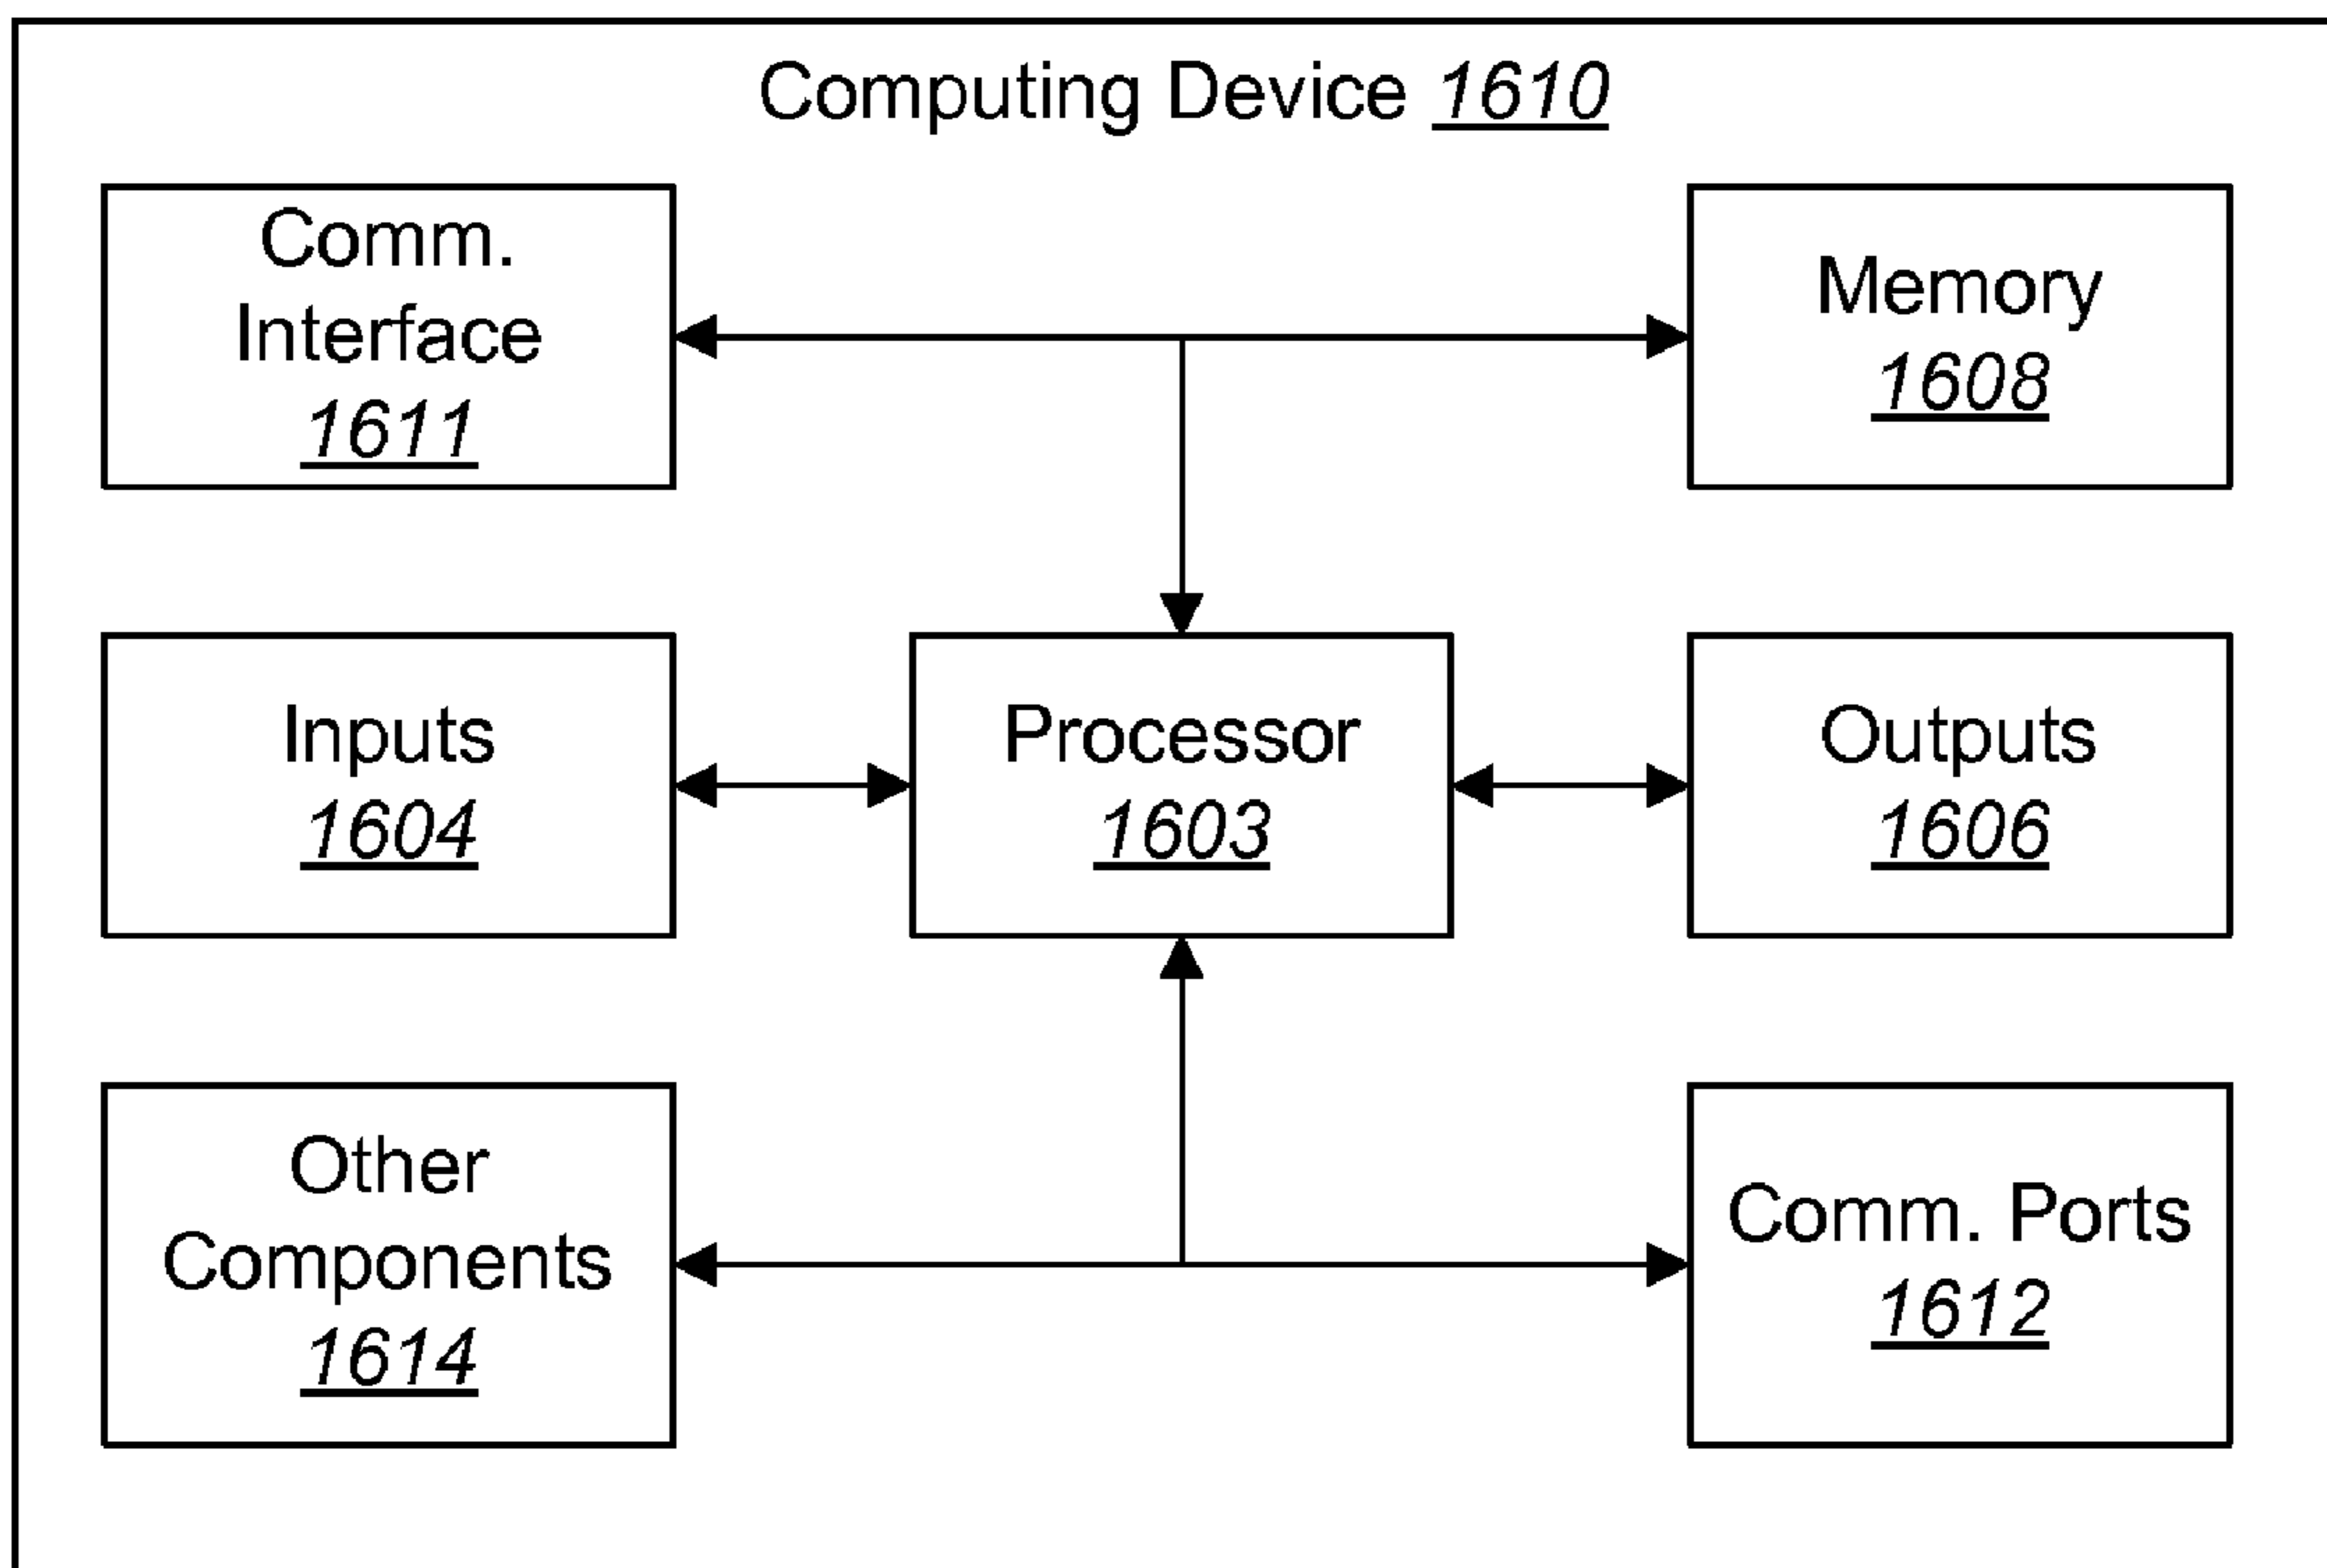 Computing Device 1610
Comm.
Interface
1611
Memory
1608
Inputs
1604
Processor
1603
Outputs
1606
Other
Components
1614
Comm. Ports
1612